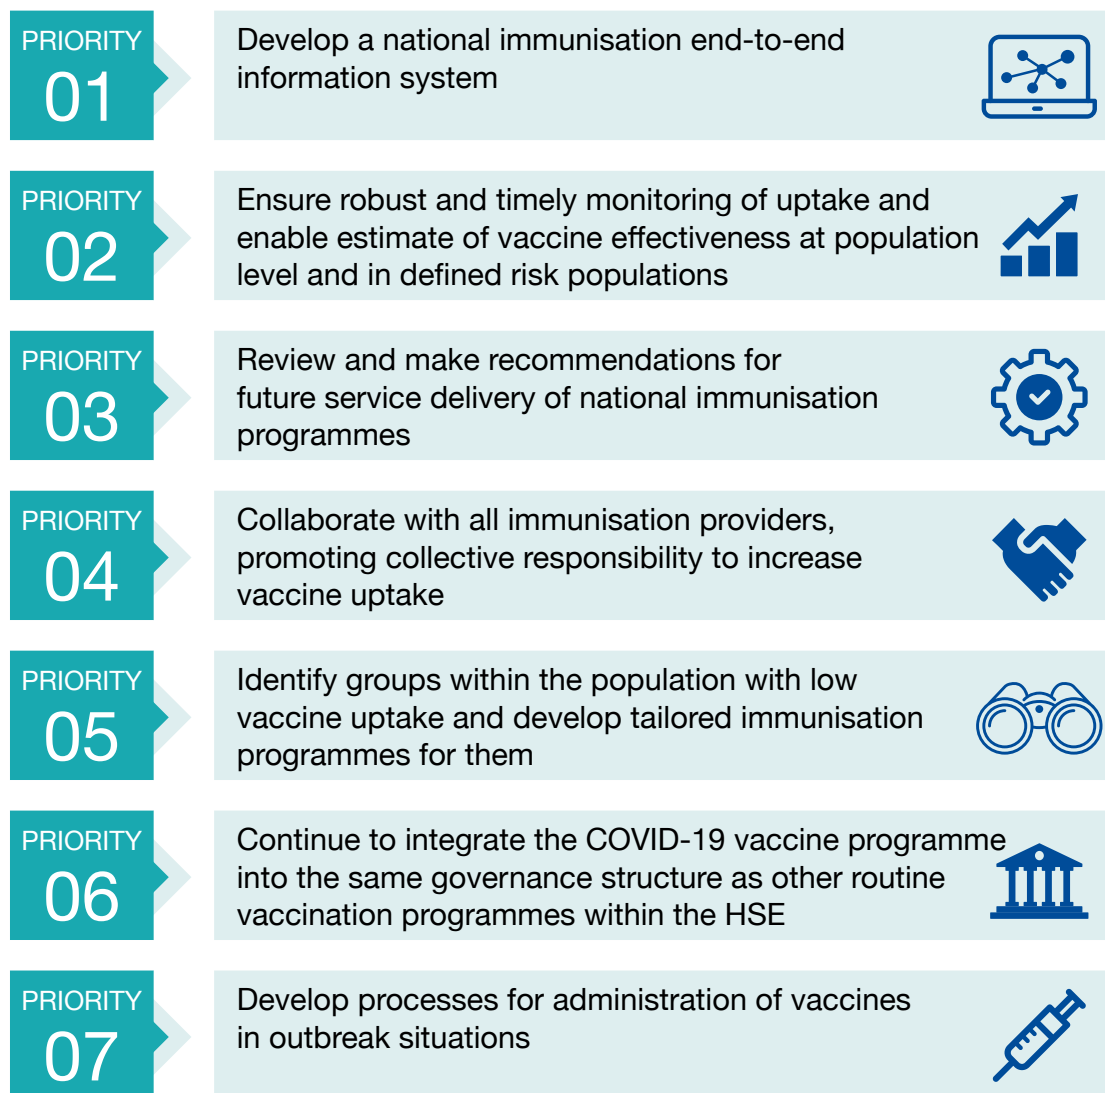 PRIORITY
01
Develop a national immunisation end-to-end
information system
PRIORITY
02
Ensure robust and timely monitoring of uptake and
enable estimate of vaccine effectiveness at population
level and in defined risk populations
PRIORITY
03
Review and make recommendations for
future service delivery of national immunisation
programmes
PRIORITY
04
Collaborate with all immunisation providers,
promoting collective responsibility to increase
vaccine uptake
PRIORITY
05
Identify groups within the population with low
vaccine uptake and develop tailored immunisation
programmes for them
PRIORITY
06
Continue to integrate the COVID-19 vaccine programme
into the same governance structure as other routine
vaccination programmes within the HSE
PRIORITY
07
Develop processes for administration of vaccines
in outbreak situations